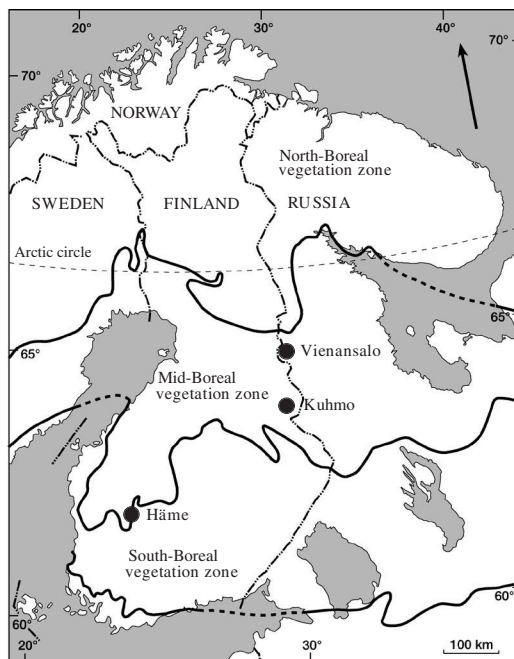 20°
30°
40°
70°
70°
NORWAY
North-Boreal
vegetation zone
SWEDEN
FINLAND
RUSSIA
Arctic circle
65°
65°
Vienansalo
Mid-Boreal
vegetation zone
Kuhmo
Häme
South-Boreal
vegetation zone
60°
60°
20°
30°
100 km